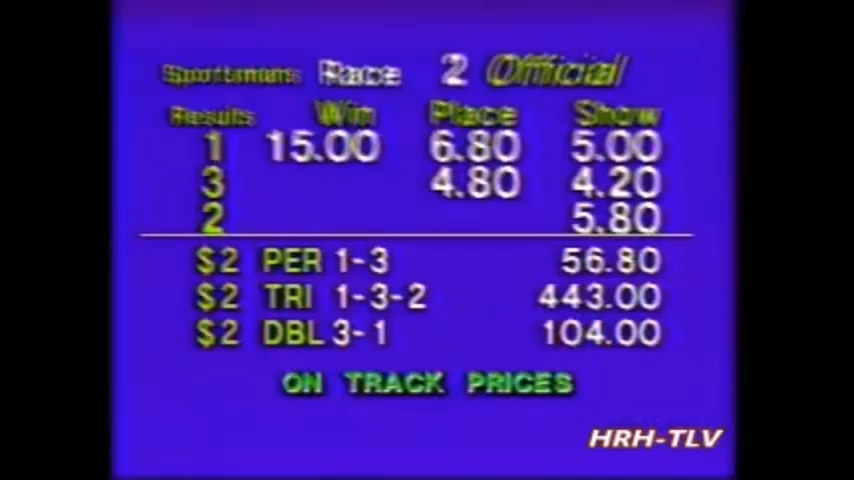 Sportsmans Race 2 Official
Results Win Place Show
1 15.00 6.80 5.00
3 4.80 4.20
2 5.80
$2 PER 1-3 56.80
$2 TRI 1-3-2 443.00
$2 DBL 3-1 104.00
ON TRACK PRICES
HRH-TLV